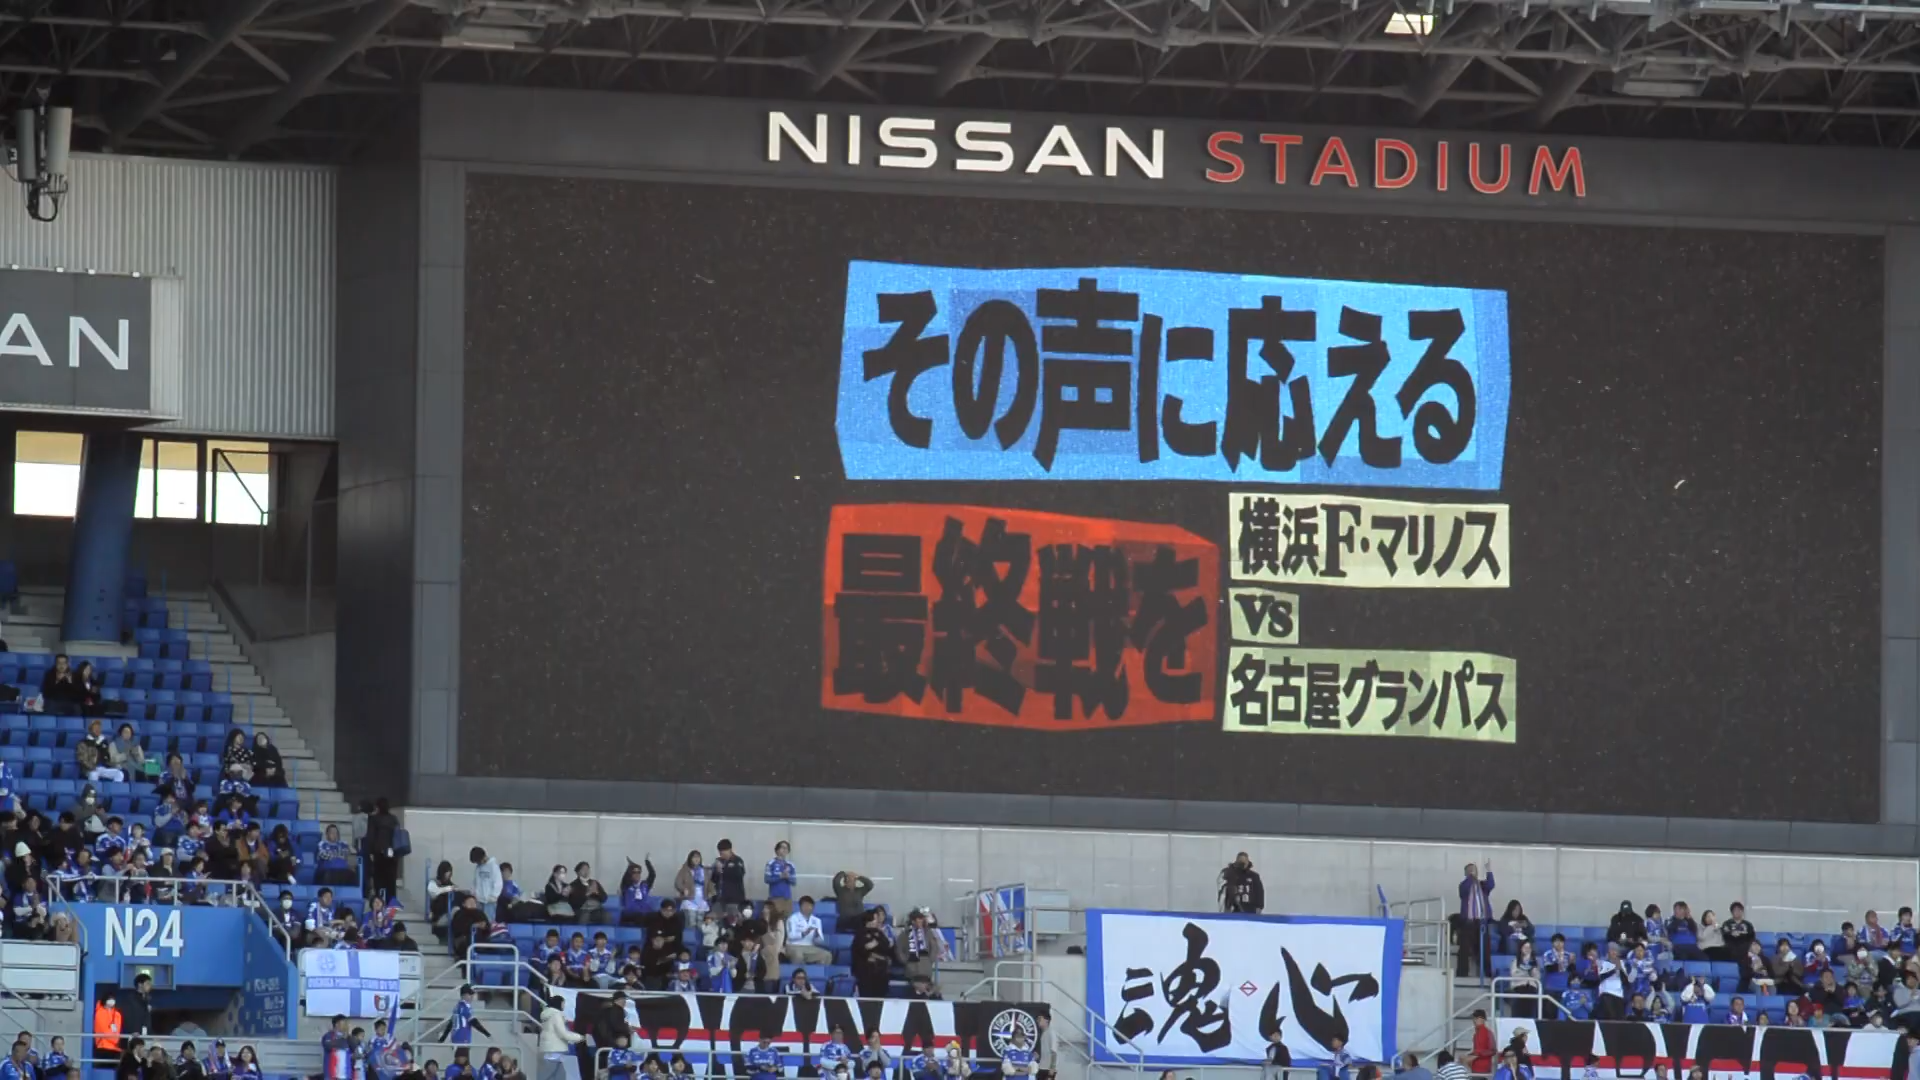 NISSAN STADIUM
AN
その声に応える
最終戦を
横浜F・マリノス
vs
名古屋グランパス
N24
魂心
ORIGINAL